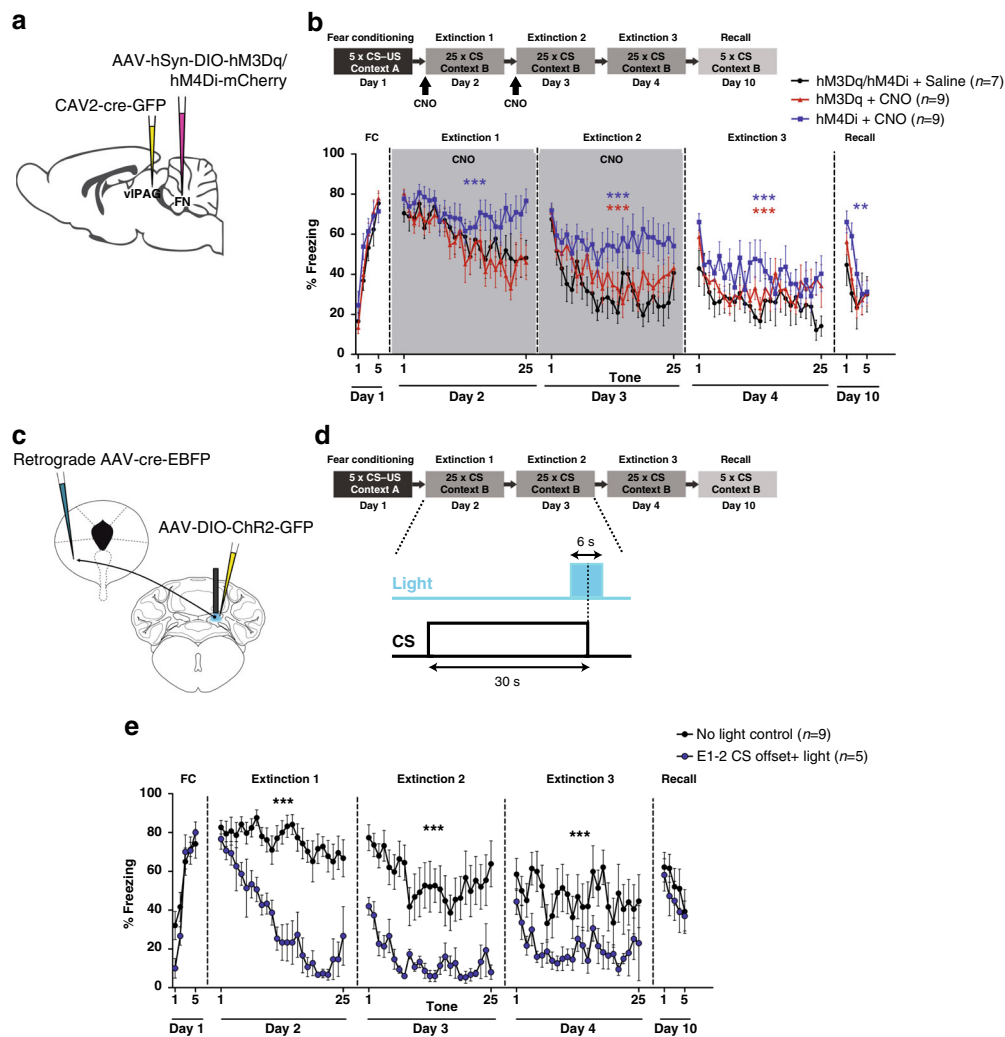 a
AAV-hSyn-DIO-hM3Dq/
hM4Di-mCherry
CAV2-cre-GFP
vlPAG
FN
b
Fear conditioning Extinction 1 Extinction 2 Extinction 3 Recall
5 x CS–US 25 x CS 25 x CS 25 x CS 5 x CS
Context A Context B Context B Context B Context B
Day 1 Day 2 Day 3 Day 4 Day 10
CNO CNO
hM3Dq/hM4Di + Saline (n=7)
hM3Dq + CNO (n=9)
hM4Di + CNO (n=9)
FC Extinction 1 Extinction 2 Extinction 3 Recall
CNO CNO
*** *** *** **
*** ***
% Freezing
100
80
60
40
20
0
1 5 1 25 1 25 1 25 1 5
Tone
Day 1 Day 2 Day 3 Day 4 Day 10
c
Retrograde AAV-cre-EBFP
AAV-DIO-ChR2-GFP
d
Fear conditioning Extinction 1 Extinction 2 Extinction 3 Recall
5 x CS–US 25 x CS 25 x CS 25 x CS 5 x CS
Context A Context B Context B Context B Context B
Day 1 Day 2 Day 3 Day 4 Day 10
6 s
Light
CS
30 s
e
No light control (n=9)
E1-2 CS offset+ light (n=5)
FC Extinction 1 Extinction 2 Extinction 3 Recall
*** *** ***
% Freezing
100
80
60
40
20
0
1 5 1 25 1 25 1 25 1 5
Tone
Day 1 Day 2 Day 3 Day 4 Day 10